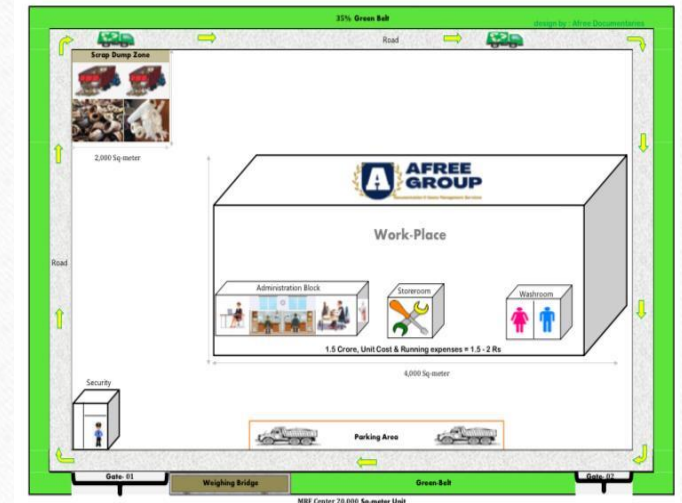 35% Green Belt
design by : Afree Documentaries
Road
Scrap Dump Zone
2,000 Sq-meter
AFREE
GROUP
Work-Place
Road
Administration Block
Storeroom
Washroom
1.5 Crore, Unit Cost & Running expenses = 1.5 - 2 Rs
4,000 Sq-meter
Security
Parking Area
Gate- 01
Weighing Bridge
Green-Belt
Gate- 02
MRF Center 20,000 Sq-meter Unit